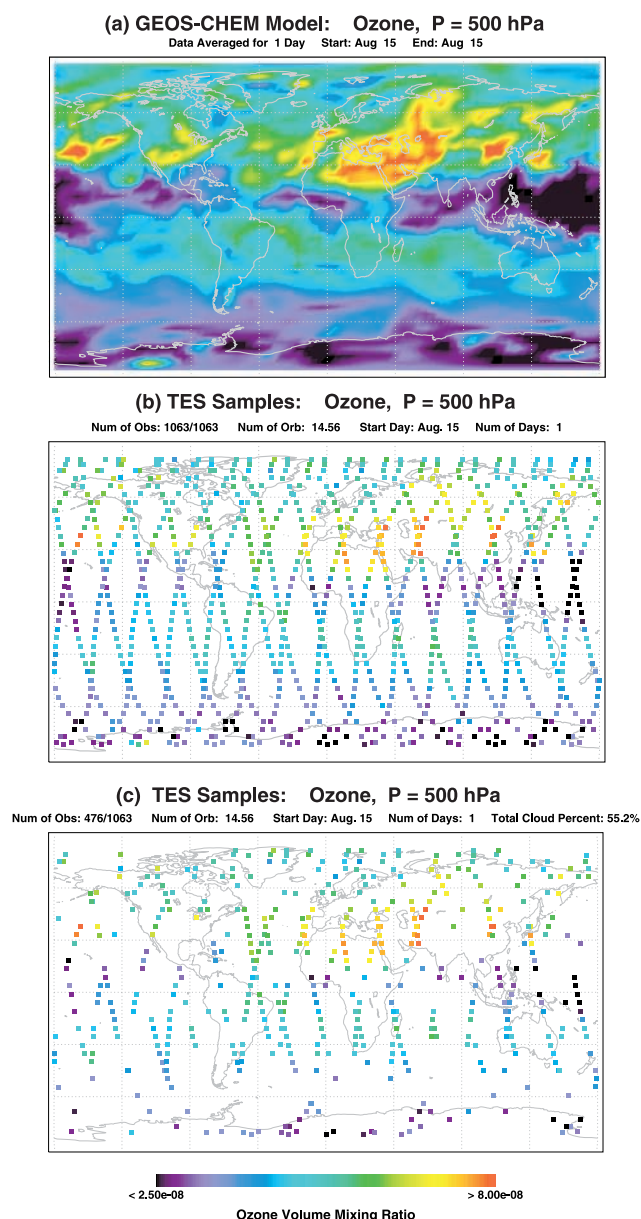 (a) GEOS-CHEM Model: Ozone, P = 500 hPa
Data Averaged for 1 Day Start: Aug 15 End: Aug 15
(b) TES Samples: Ozone, P = 500 hPa
Num of Obs: 1063/1063 Num of Orb: 14.56 Start Day: Aug. 15 Num of Days: 1
(c) TES Samples: Ozone, P = 500 hPa
Num of Obs: 476/1063 Num of Orb: 14.56 Start Day: Aug. 15 Num of Days: 1 Total Cloud Percent: 55.2%
< 2.50e-08 > 8.00e-08
Ozone Volume Mixing Ratio